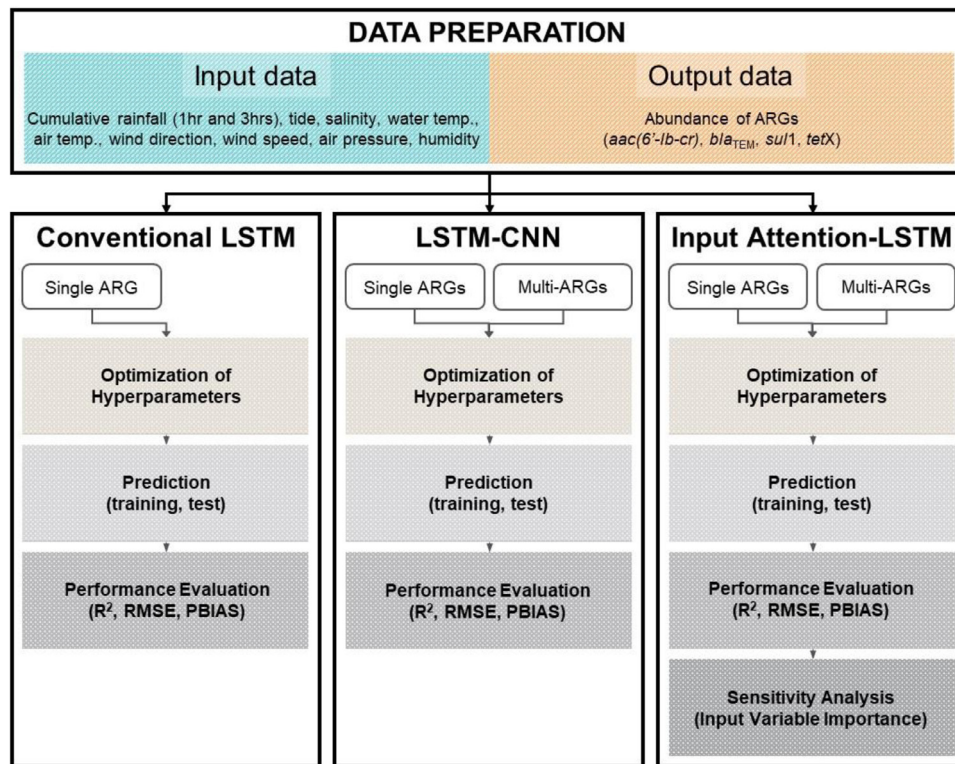 DATA PREPARATION
Input data
Cumulative rainfall (1hr and 3hrs), tide, salinity, water temp.,
air temp., wind direction, wind speed, air pressure, humidity
Output data
Abundance of ARGs
(aac(6'-Ib-cr), blaTEM, sul1, tetX)
Conventional LSTM
Single ARG
Optimization of
Hyperparameters
Prediction
(training, test)
Performance Evaluation
(R², RMSE, PBIAS)
LSTM-CNN
Single ARGs
Multi-ARGs
Optimization of
Hyperparameters
Prediction
(training, test)
Performance Evaluation
(R², RMSE, PBIAS)
Input Attention-LSTM
Single ARGs
Multi-ARGs
Optimization of
Hyperparameters
Prediction
(training, test)
Performance Evaluation
(R², RMSE, PBIAS)
Sensitivity Analysis
(Input Variable Importance)